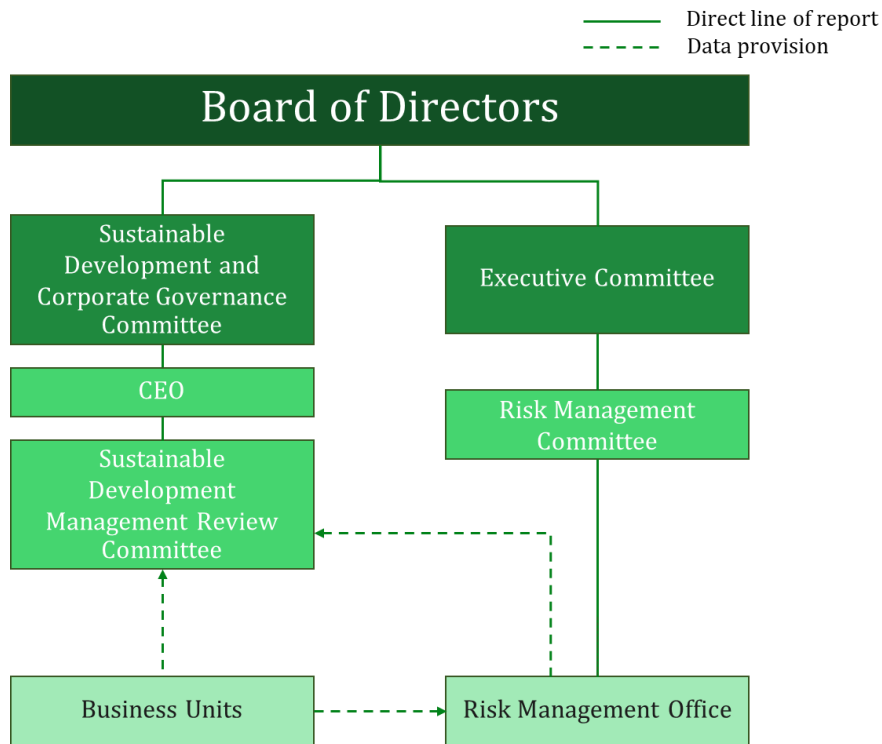 Direct line of report
Data provision
Board of Directors
Sustainable
Development and
Corporate Governance
Committee
Executive Committee
CEO
Risk Management
Committee
Sustainable
Development
Management Review
Committee
Business Units
Risk Management Office